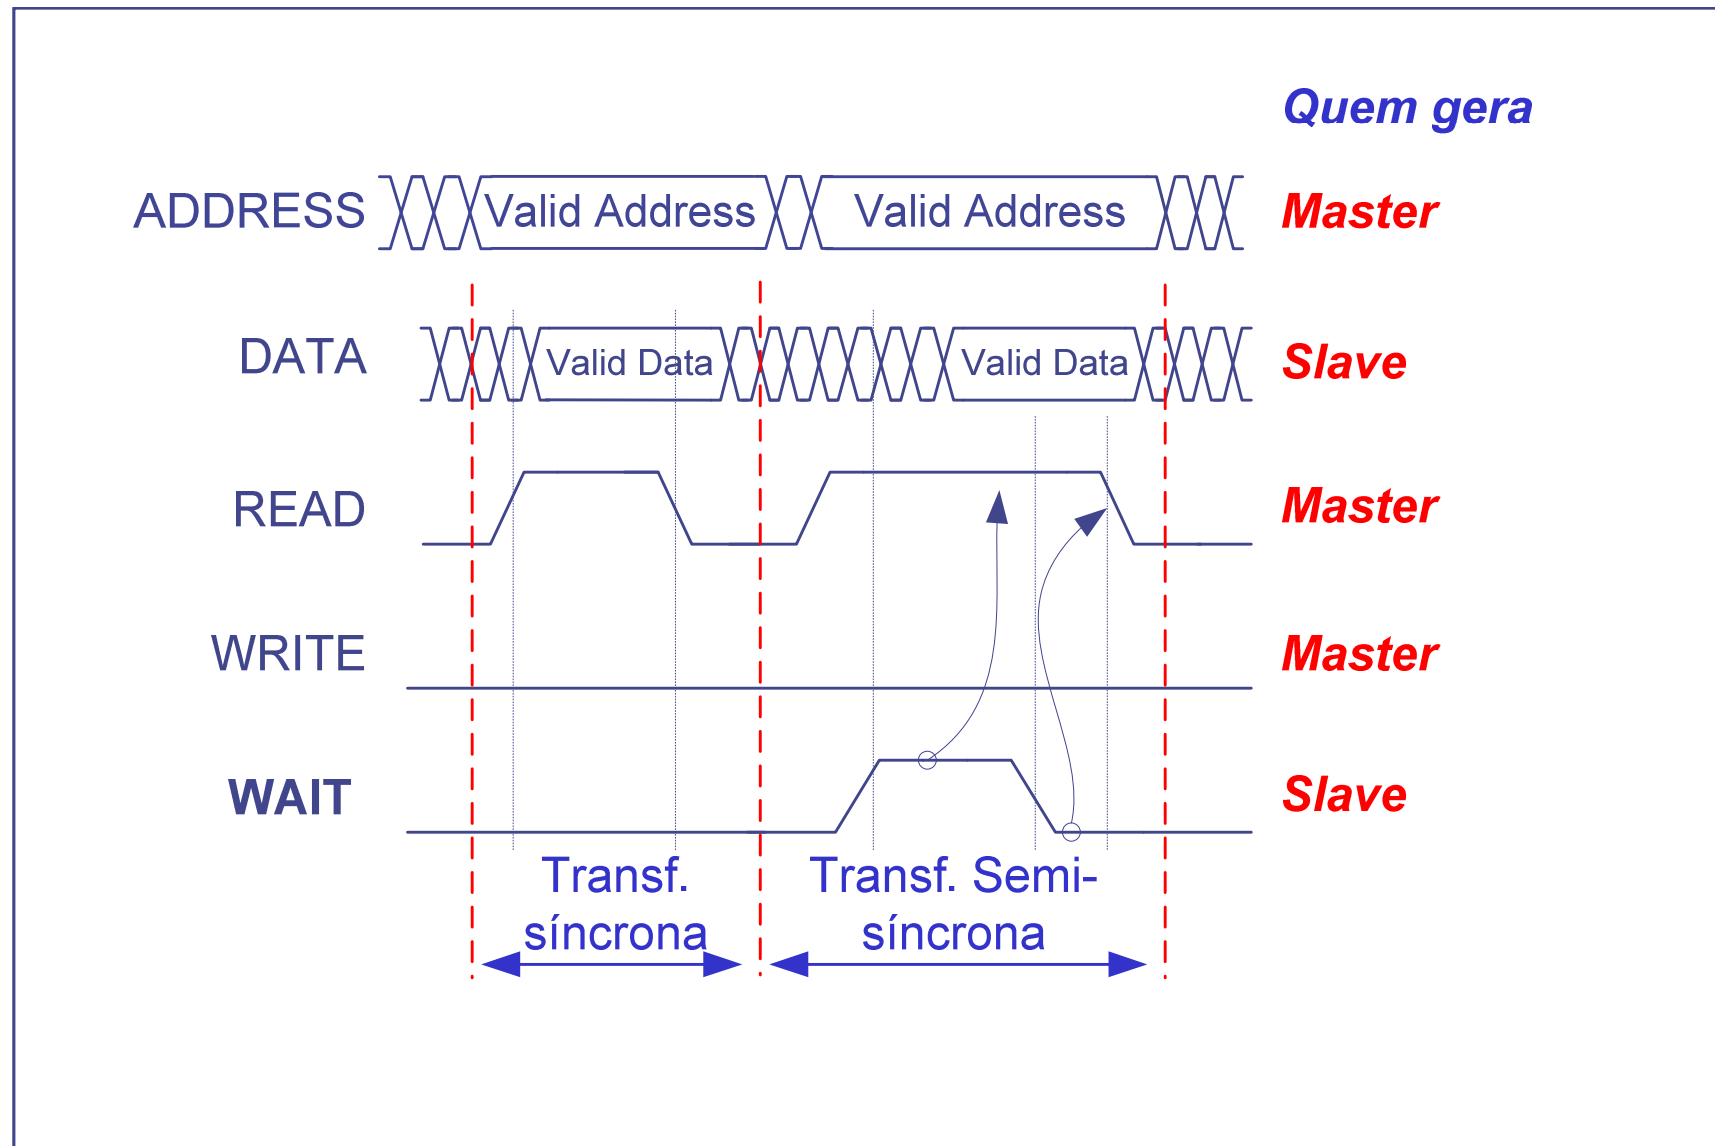 Quem gera
ADDRESS Valid Address Valid Address Master
DATA Valid Data Valid Data Slave
READ Master
WRITE Master
WAIT Slave
Transf. síncrona
Transf. Semi-síncrona